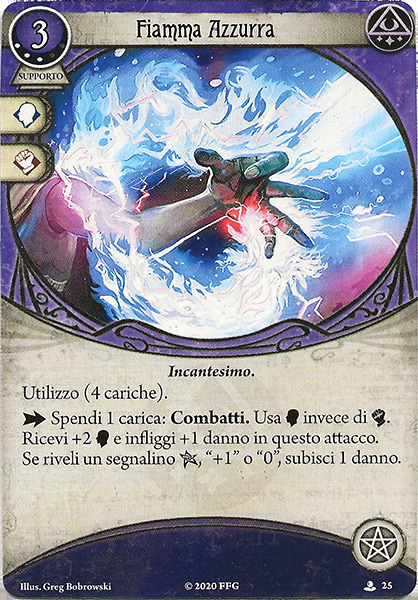 Fiamma Azzurra
3
SUPPORTO
Incantesimo.
Utilizzo (4 cariche).
Spendi 1 carica: Combatti. Usa invece di .
Ricevi +2 e infliggi +1 danno in questo attacco.
Se riveli un segnalino , “+1” o “0”, subisci 1 danno.
Illus. Greg Bobrowski
© 2020 FFG
25